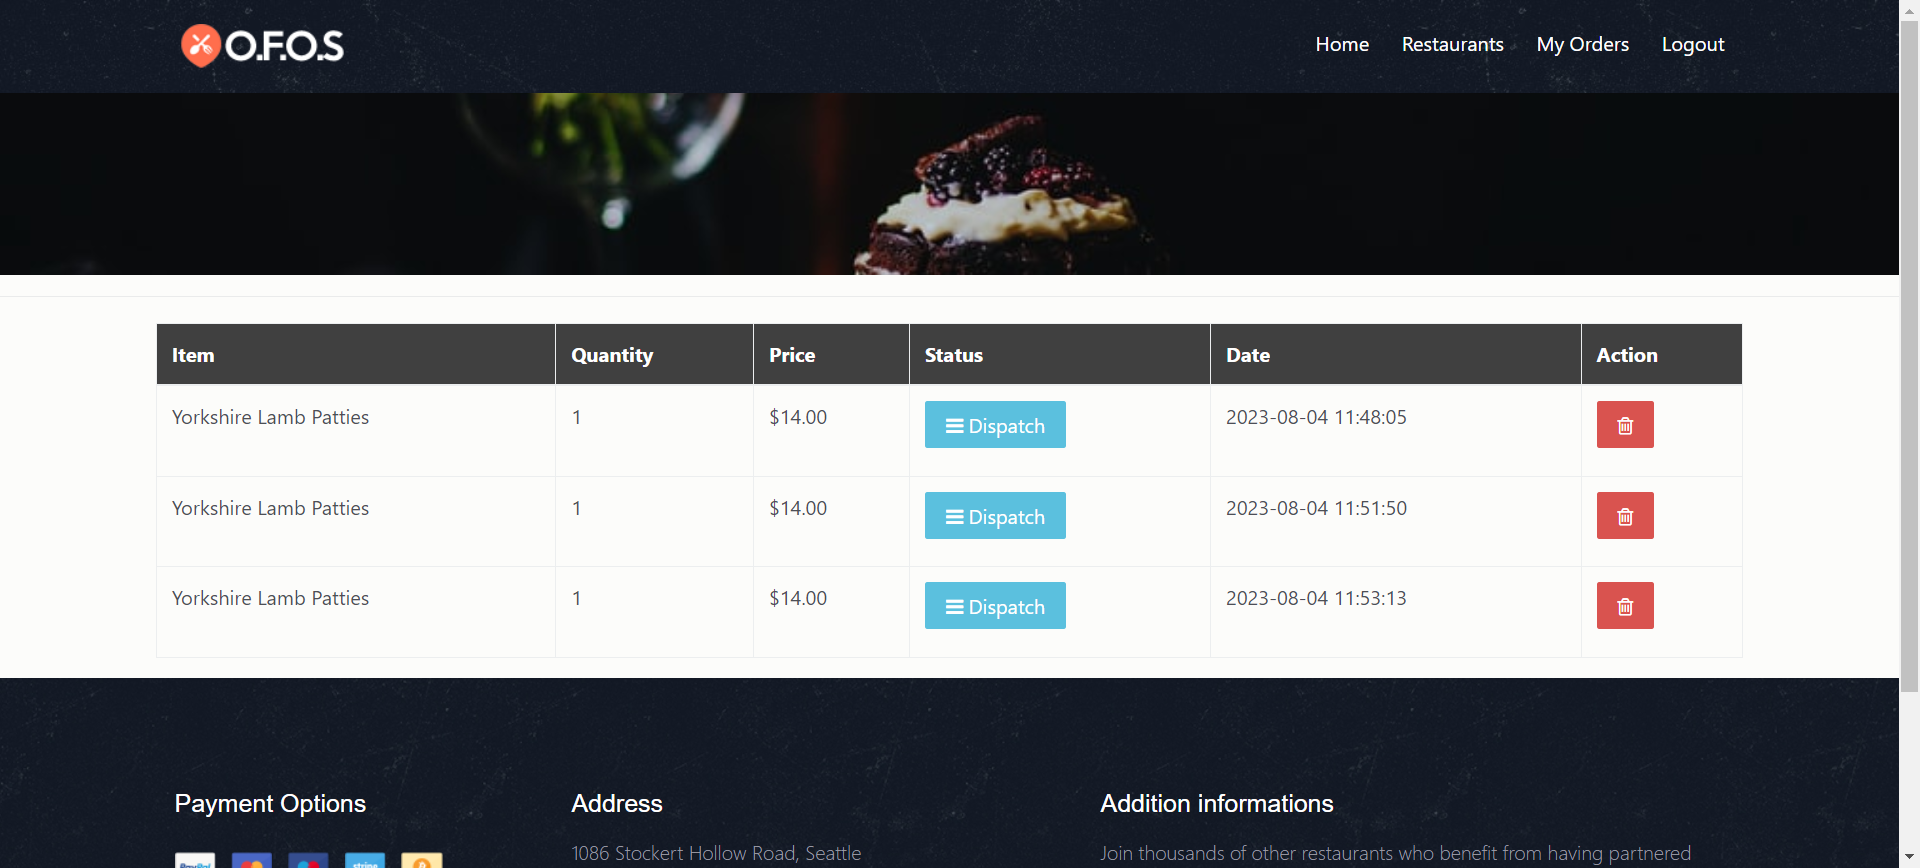 O.F.O.S
Home Restaurants My Orders Logout
Item Quantity Price Status Date Action
Yorkshire Lamb Patties 1 $14.00 Dispatch 2023-08-04 11:48:05
Yorkshire Lamb Patties 1 $14.00 Dispatch 2023-08-04 11:51:50
Yorkshire Lamb Patties 1 $14.00 Dispatch 2023-08-04 11:53:13
Payment Options Address Addition informations
1086 Stockert Hollow Road, Seattle Join thousands of other restaurants who benefit from having partnered
PayPal stripe